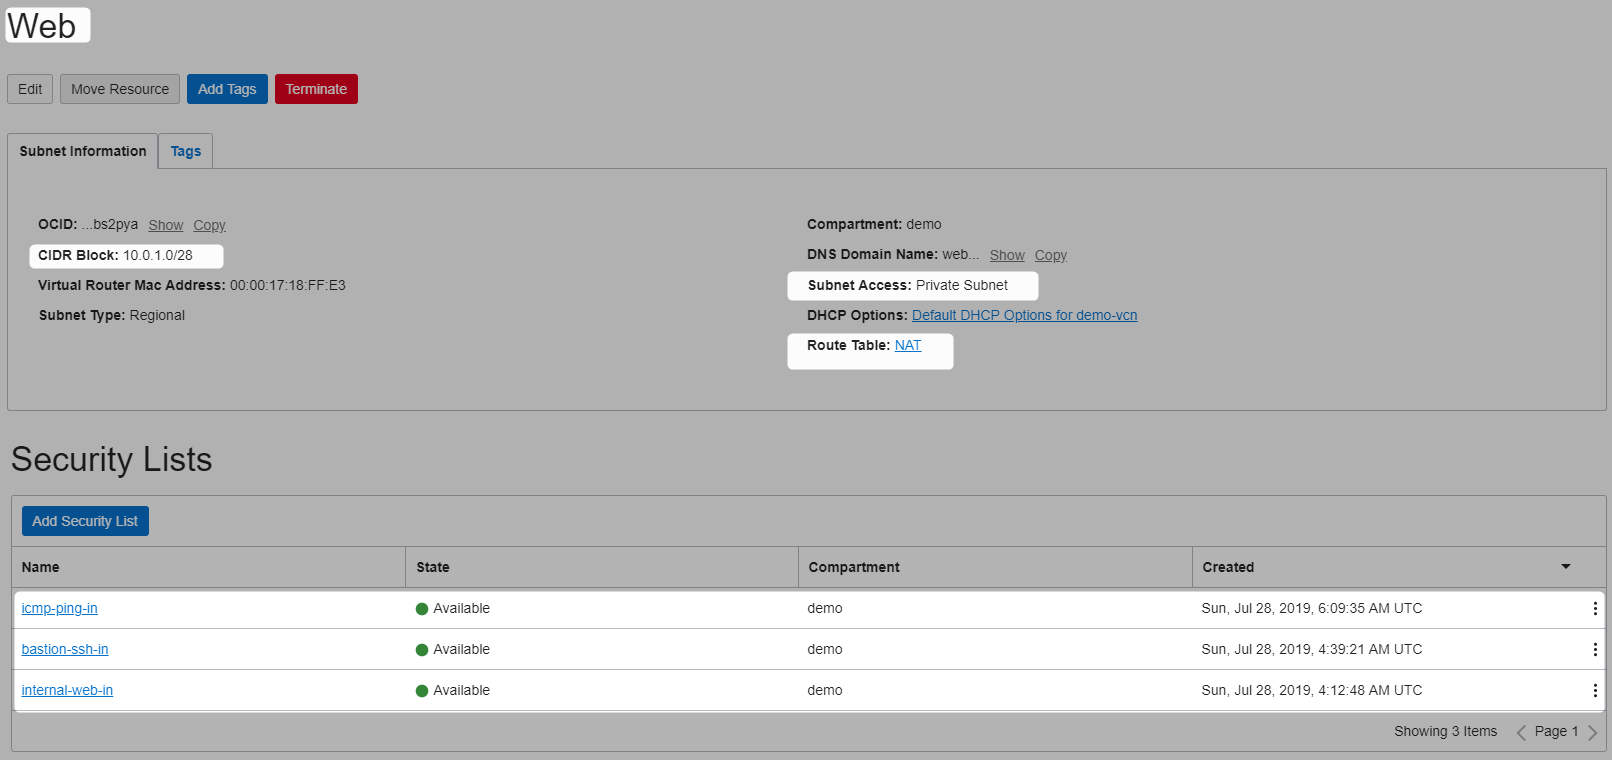 Web
Edit Move Resource Add Tags Terminate
Subnet Information Tags
OCID: ...bs2pya Show Copy
CIDR Block: 10.0.1.0/28
Virtual Router Mac Address: 00:00:17:18:FF:E3
Subnet Type: Regional
Compartment: demo
DNS Domain Name: web... Show Copy
Subnet Access: Private Subnet
DHCP Options: Default DHCP Options for demo-vcn
Route Table: NAT
Security Lists
Add Security List
Name State Compartment Created
icmp-ping-in Available demo Sun, Jul 28, 2019, 6:09:35 AM UTC
bastion-ssh-in Available demo Sun, Jul 28, 2019, 4:39:21 AM UTC
internal-web-in Available demo Sun, Jul 28, 2019, 4:12:48 AM UTC
Showing 3 Items Page 1